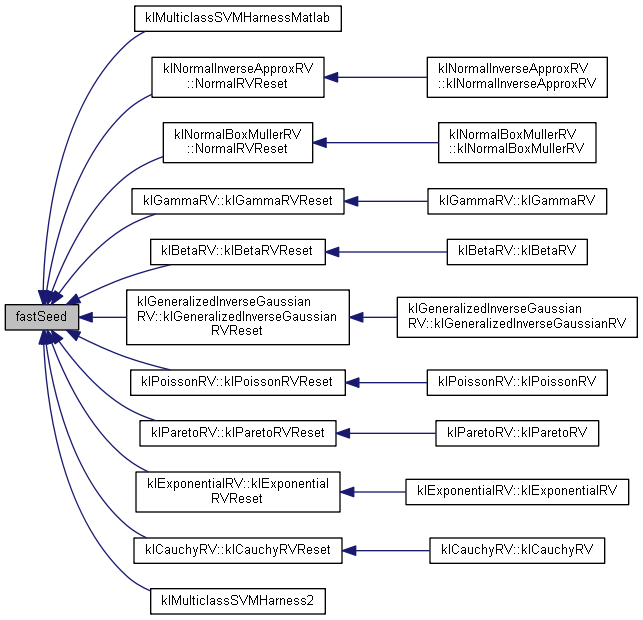 klMulticlassSVMHarnessMatlab
klNormalInverseApproxRV
::NormalRVReset
klNormalInverseApproxRV
::klNormalInverseApproxRV
klNormalBoxMullerRV
::NormalRVReset
klNormalBoxMullerRV
::klNormalBoxMullerRV
klGammaRV::klGammaRVReset
klGammaRV::klGammaRV
klBetaRV::klBetaRVReset
klBetaRV::klBetaRV
fastSeed
klGeneralizedInverseGaussian
RV::klGeneralizedInverseGaussian
RVReset
klGeneralizedInverseGaussian
RV::klGeneralizedInverseGaussianRV
klPoissonRV::klPoissonRVReset
klPoissonRV::klPoissonRV
klParetoRV::klParetoRVReset
klParetoRV::klParetoRV
klExponentialRV::klExponential
RVReset
klExponentialRV::klExponentialRV
klCauchyRV::klCauchyRVReset
klCauchyRV::klCauchyRV
klMulticlassSVMHarness2